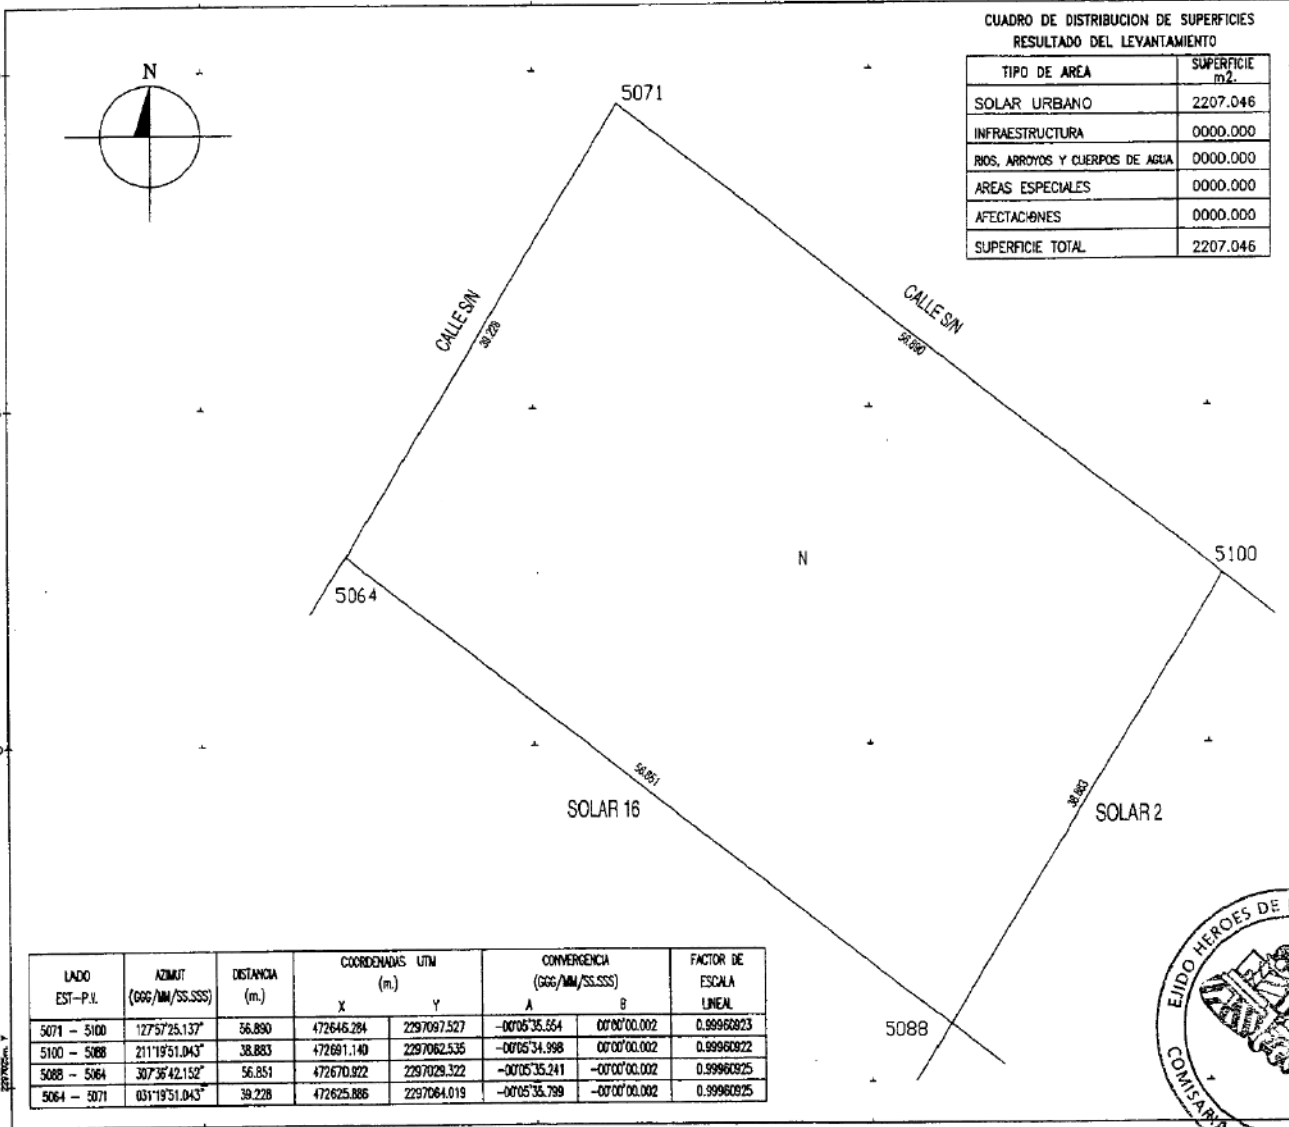 CUADRO DE DISTRIBUCION DE SUPERFICIES
RESULTADO DEL LEVANTAMIENTO
TIPO DE AREA SUPERFICIE m2.
SOLAR URBANO 2207.046
INFRAESTRUCTURA 0000.000
RIOS, ARROYOS Y CUERPOS DE AGUA 0000.000
AREAS ESPECIALES 0000.000
AFECTACIONES 0000.000
SUPERFICIE TOTAL 2207.046
N
5071
CALLE S/N
39.228
CALLE S/N
56.890
N
5100
5064
56.851
SOLAR 16
38.883
SOLAR 2
5088
LADO EST-P.V. AZIMUT (GGG/MM/SS.SSS) DISTANCIA (m.) COORDENADAS UTM (m.) X Y CONVERGENCIA (GGG/MM/SS.SSS) A B FACTOR DE ESCALA LINEAL
5071 - 5100 127°57'25.137" 56.890 472646.284 2297097.527 -00°05'35.554 00°00'00.002 0.99960923
5100 - 5088 211°19'51.043" 38.883 472691.140 2297062.535 -00°05'34.998 00°00'00.002 0.99960922
5088 - 5064 307°36'42.152" 56.851 472670.922 2297029.322 -00°05'35.241 -00°00'00.002 0.99960925
5064 - 5071 031°19'51.043" 39.228 472625.886 2297064.019 -00°05'35.799 -00°00'00.002 0.99960925
EJIDO HEROES DE